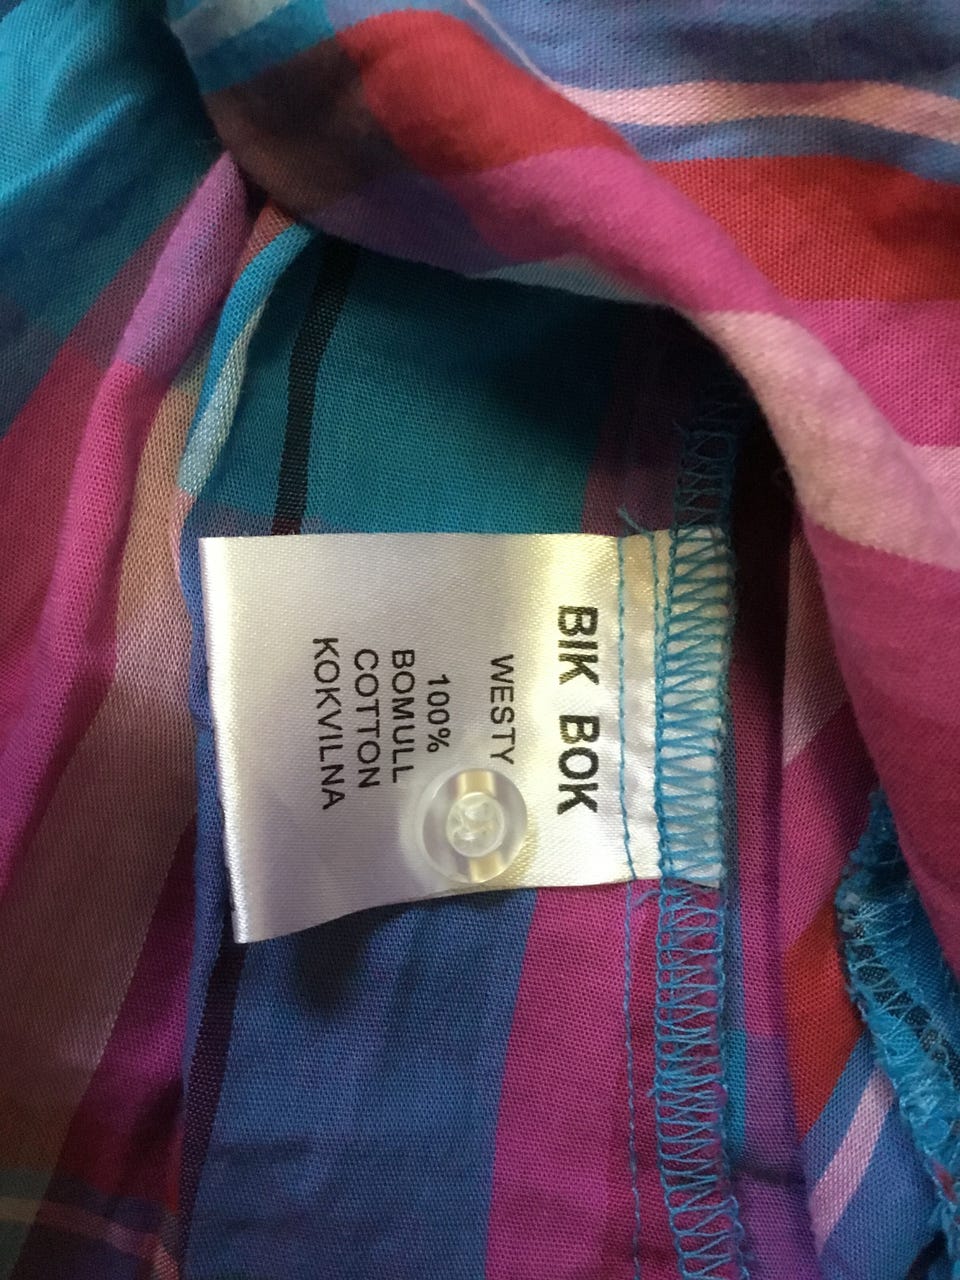 BIK BOK
WESTY
100%
BOMULL
COTTON
KOKVILNA